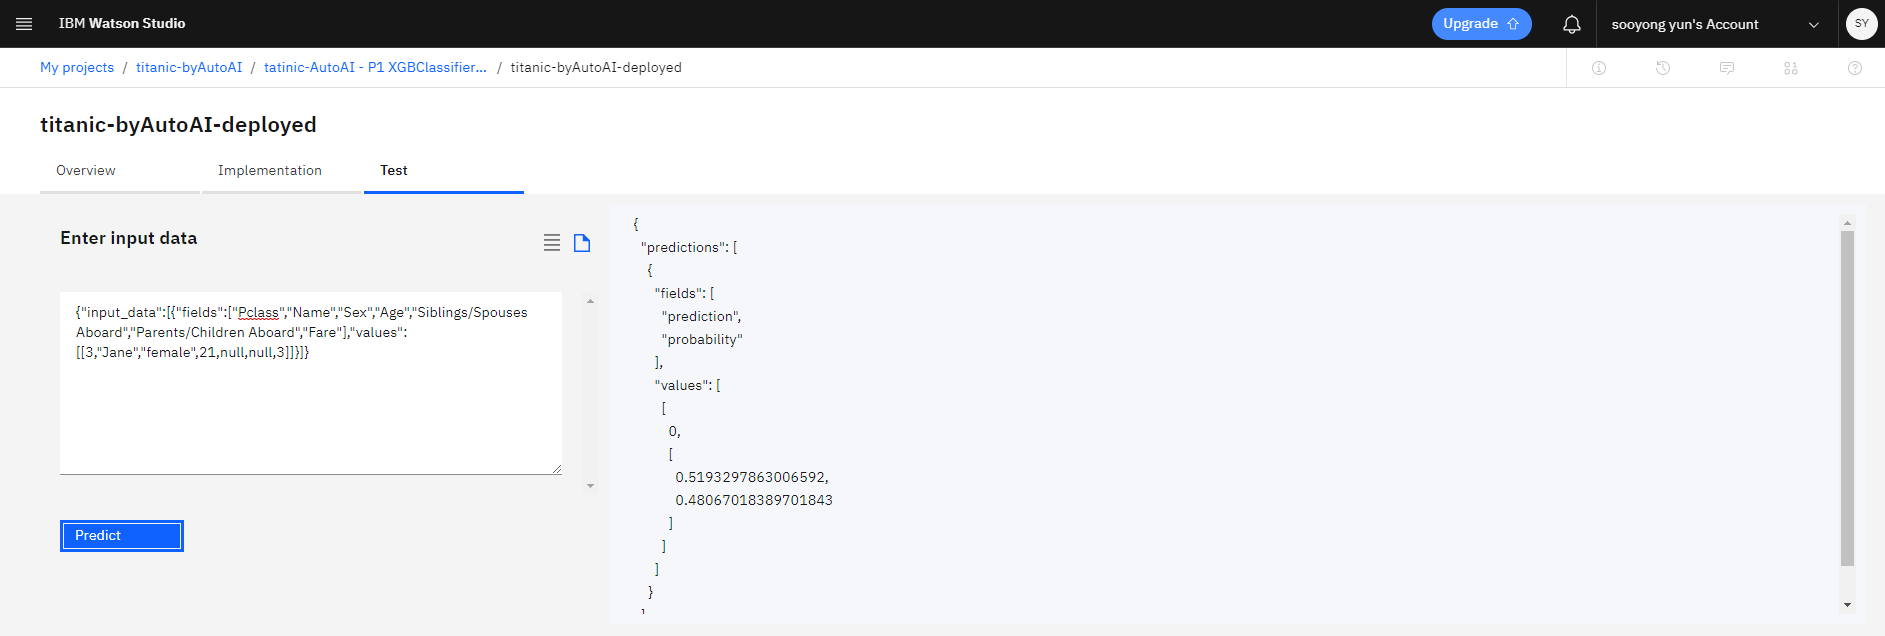 IBM Watson Studio
Upgrade
sooyong yun's Account
SY
My projects / titanic-byAutoAI / tatinic-AutoAI - P1 XGBClassifier... / titanic-byAutoAI-deployed
titanic-byAutoAI-deployed
Overview
Implementation
Test
Enter input data
{"input_data":[{"fields":["Pclass","Name","Sex","Age","Siblings/Spouses
Aboard","Parents/Children Aboard","Fare"],"values":
[[3,"Jane","female",21,null,null,3]]}]}
Predict
{
"predictions": [
{
"fields": [
"prediction",
"probability"
],
"values": [
[
0,
[
0.5193297863006592,
0.48067018389701843
]
]
]
}
]